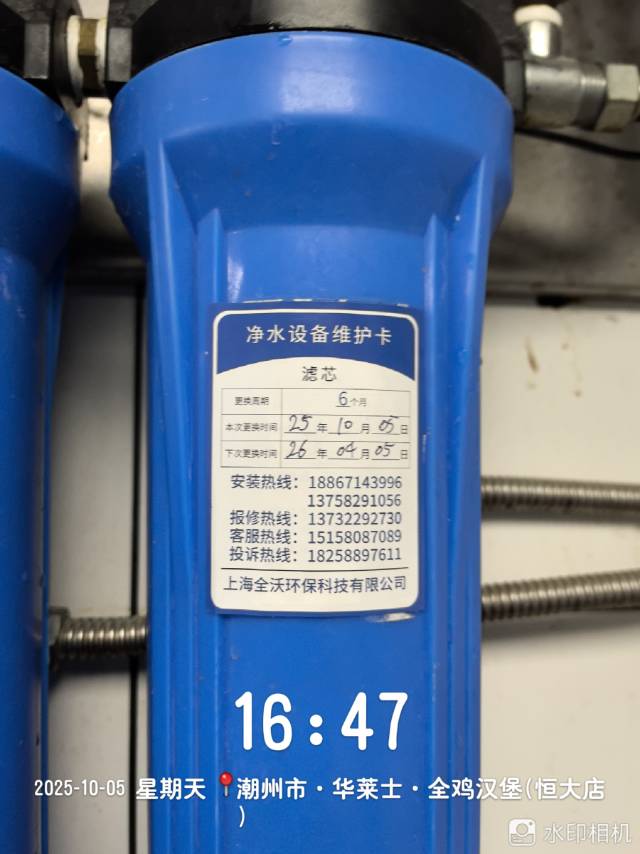 净水设备维护卡
滤芯
更换周期 6个月
本次更换时间 25年10月05日
下次更换时间 26年04月05日
安装热线：18867143996
13758291056
报修热线：13732292730
客服热线：15158087089
投诉热线：18258897611
上海全沃环保科技有限公司
16:47
2025-10-05 星期天 潮州市·华莱士·全鸡汉堡(恒大店
)
水印相机